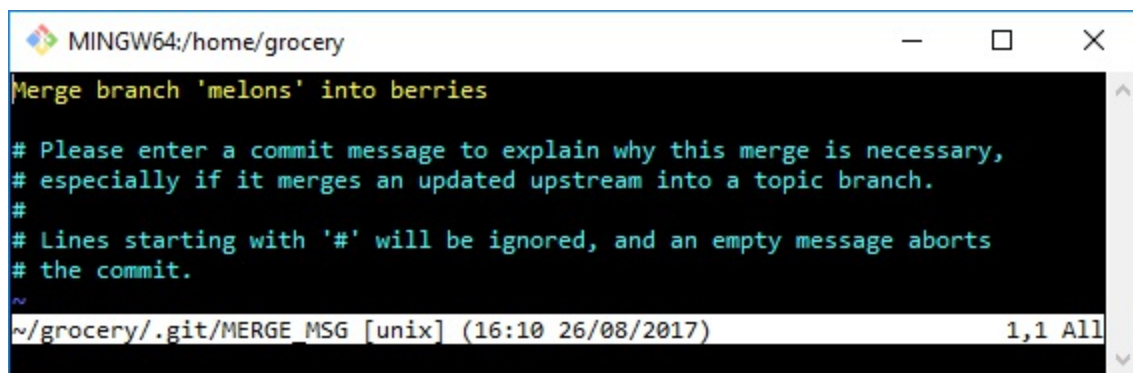 MINGW64:/home/grocery
Merge branch 'melons' into berries
# Please enter a commit message to explain why this merge is necessary,
# especially if it merges an updated upstream into a topic branch.
#
# Lines starting with '#' will be ignored, and an empty message aborts
# the commit.
~
~/grocery/.git/MERGE_MSG [unix] (16:10 26/08/2017) 1,1 All